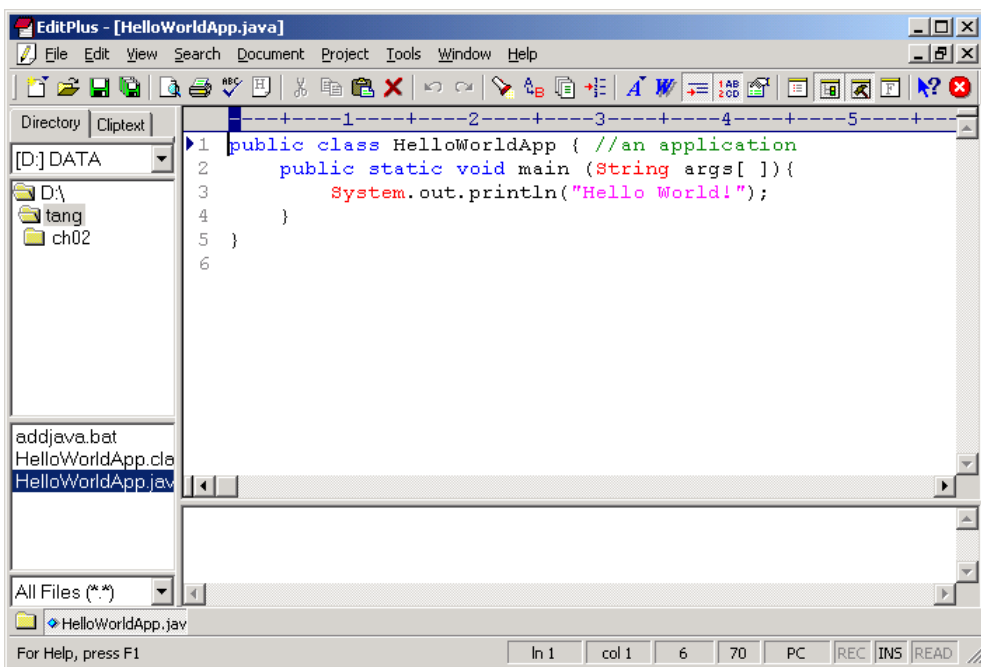 EditPlus - [HelloWorldApp.java]
File Edit View Search Document Project Tools Window Help
Directory Cliptext
----+----1----+----2----+----3----+----4----+----5----+---
[D:] DATA
D:\
tang
ch02
1 public class HelloWorldApp { //an application
2 public static void main (String args[ ]){
3 System.out.println("Hello World!");
4 }
5 }
6
addjava.bat
HelloWorldApp.cla
HelloWorldApp.jav
All Files (*.*)
HelloWorldApp.jav
For Help, press F1 ln 1 col 1 6 70 PC REC INS READ